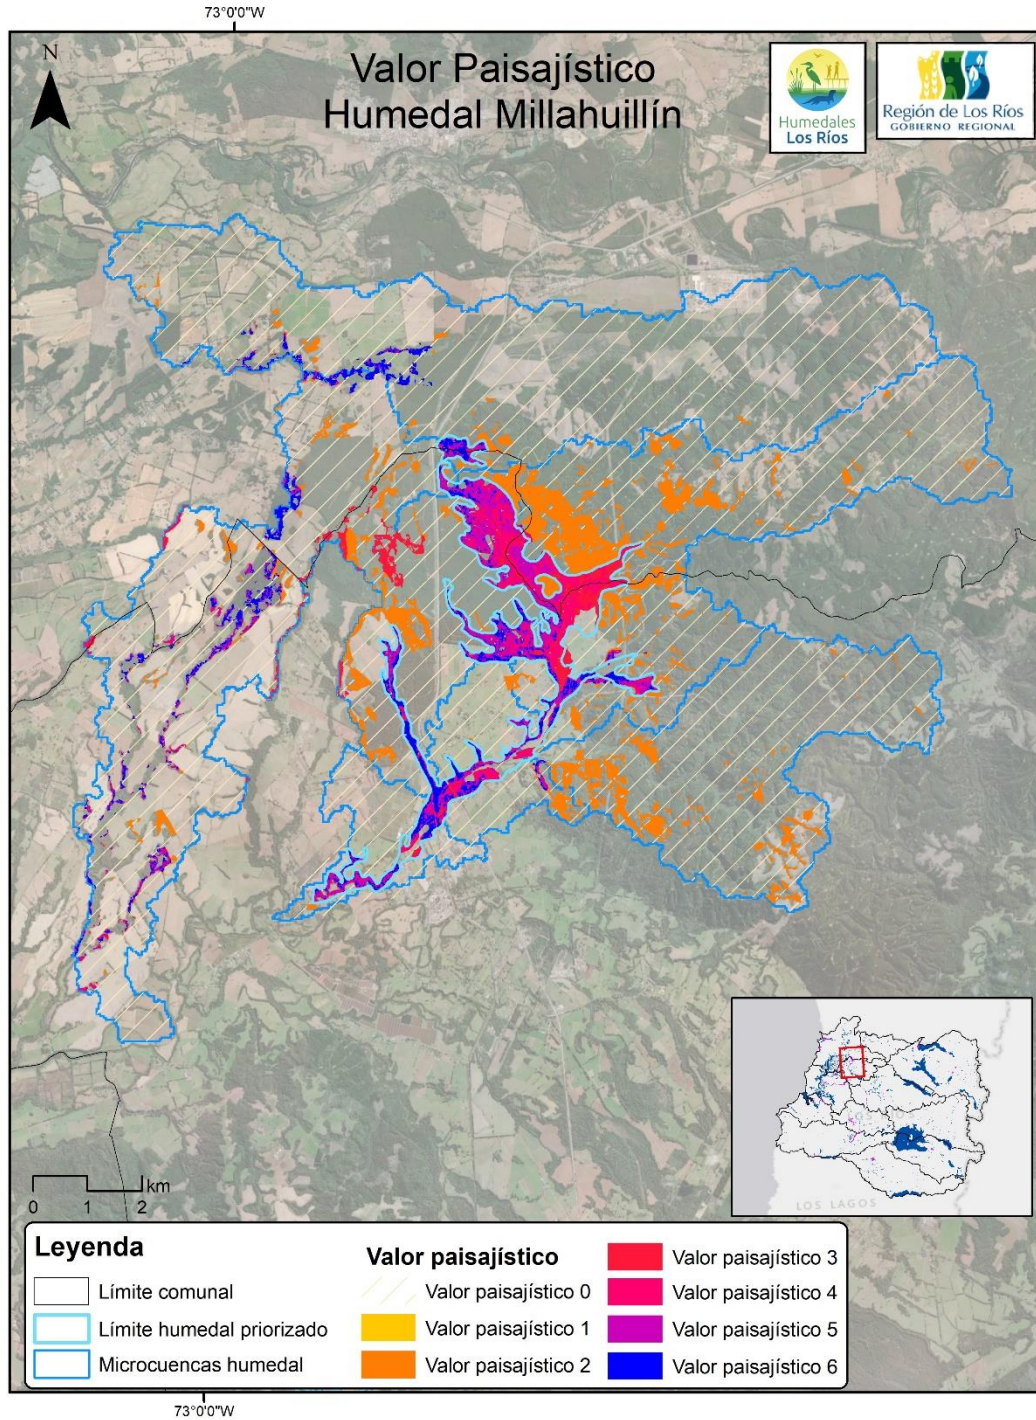 73°0'0"W
N
Valor Paisajístico
Humedal Millahuillín
Humedales
Los Ríos
Región de Los Ríos
GOBIERNO REGIONAL
LOS LAGOS
km
0 1 2
Leyenda
Límite comunal
Límite humedal priorizado
Microcuencas humedal
Valor paisajístico
Valor paisajístico 0
Valor paisajístico 1
Valor paisajístico 2
Valor paisajístico 3
Valor paisajístico 4
Valor paisajístico 5
Valor paisajístico 6
73°0'0"W